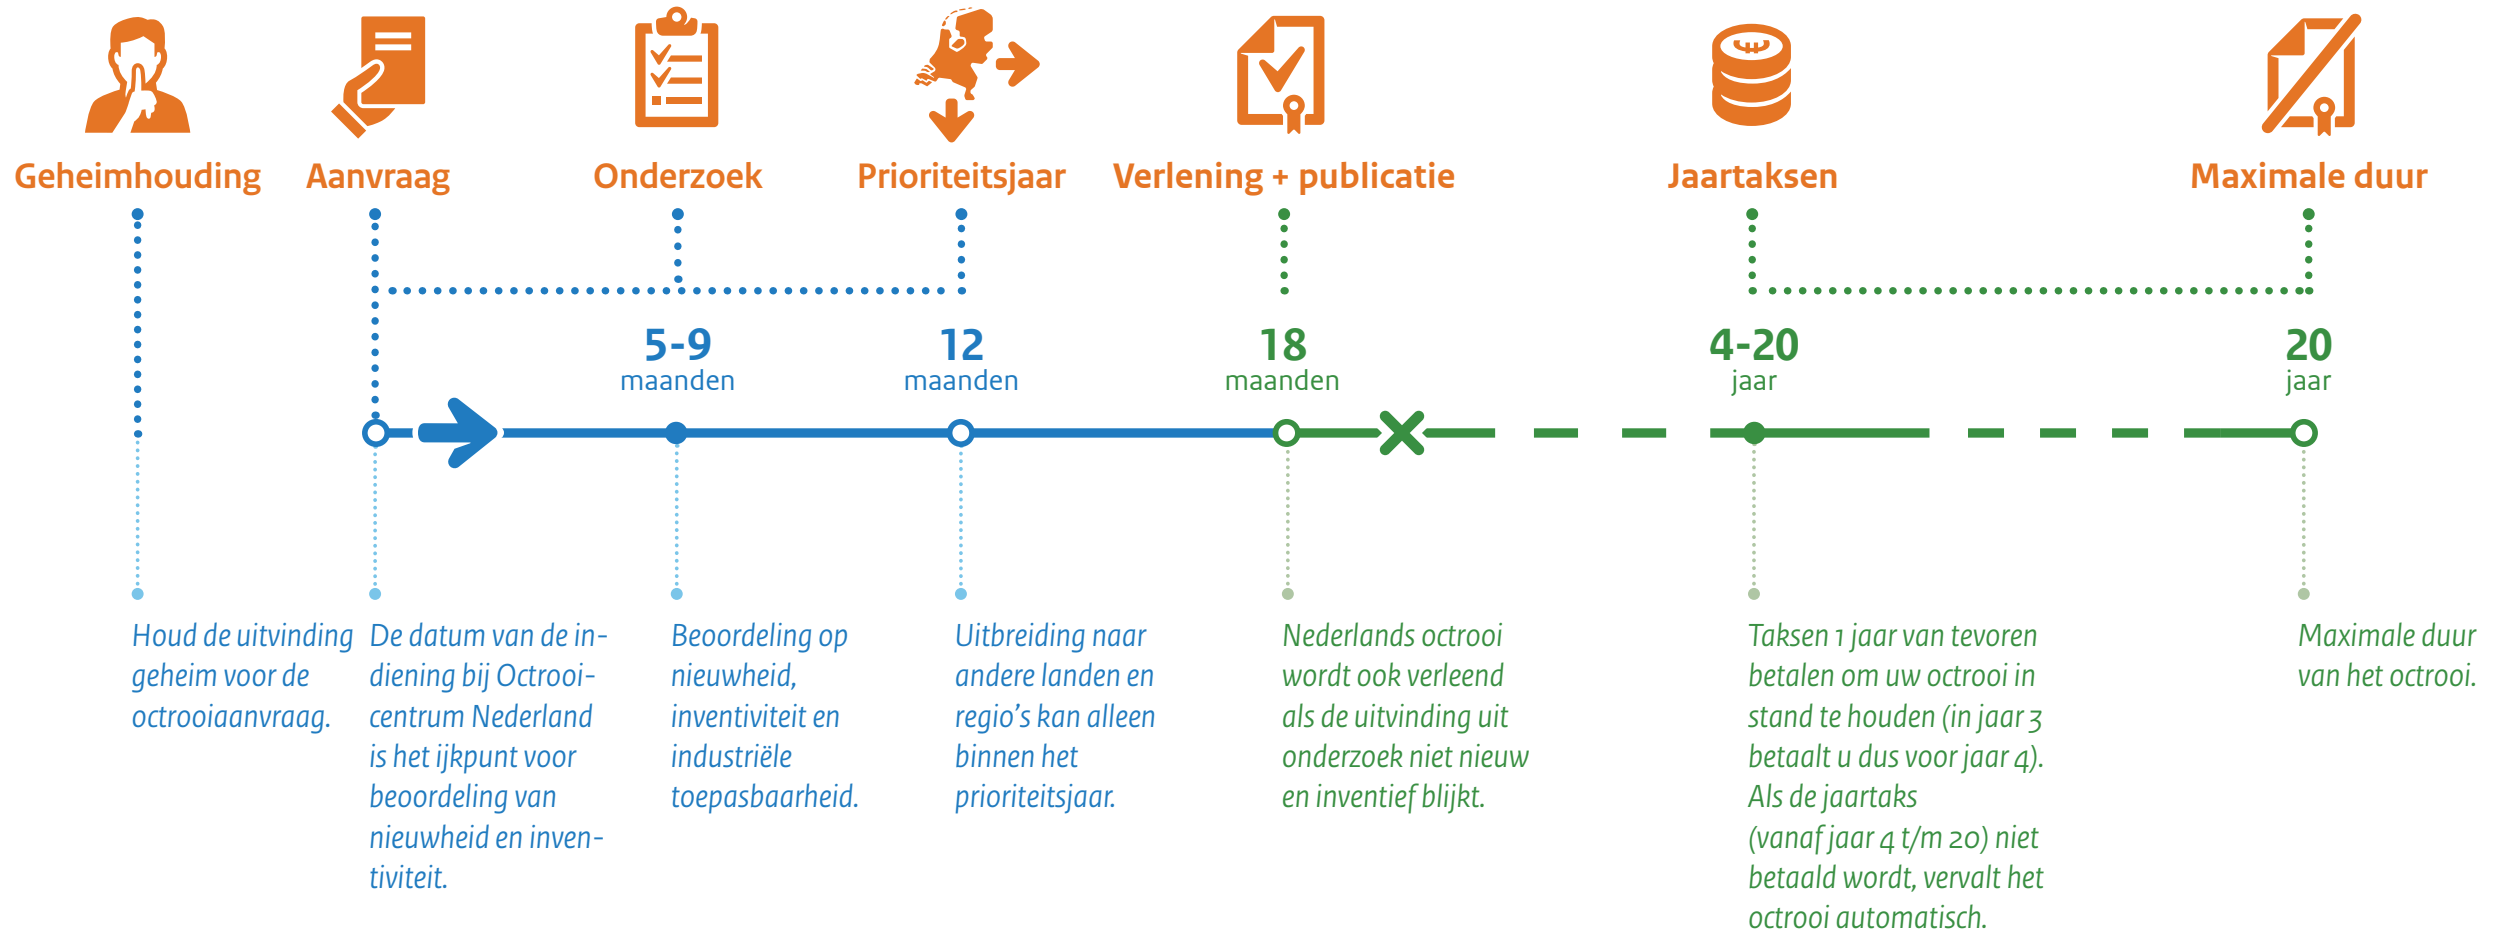 Geheimhouding
Aanvraag
Onderzoek
Prioriteitsjaar
Verlening + publicatie
Jaartaksen
Maximale duur
5-9
maanden
12
maanden
18
maanden
4-20
jaar
20
jaar
Houd de uitvinding
geheim voor de
octrooiaanvraag.
De datum van de in-
diening bij Octrooi-
centrum Nederland
is het ijkpunt voor
beoordeling van
nieuwheid en inven-
tiviteit.
Beoordeling op
nieuwheid,
inventiviteit en
industriële
toepasbaarheid.
Uitbreiding naar
andere landen en
regio's kan alleen
binnen het
prioriteitsjaar.
Nederlands octrooi
wordt ook verleend
als de uitvinding uit
onderzoek niet nieuw
en inventief blijkt.
Taksen 1 jaar van tevoren
betalen om uw octrooi in
stand te houden (in jaar 3
betaalt u dus voor jaar 4).
Als de jaartaks
(vanaf jaar 4 t/m 20) niet
betaald wordt, vervalt het
octrooi automatisch.
Maximale duur
van het octrooi.